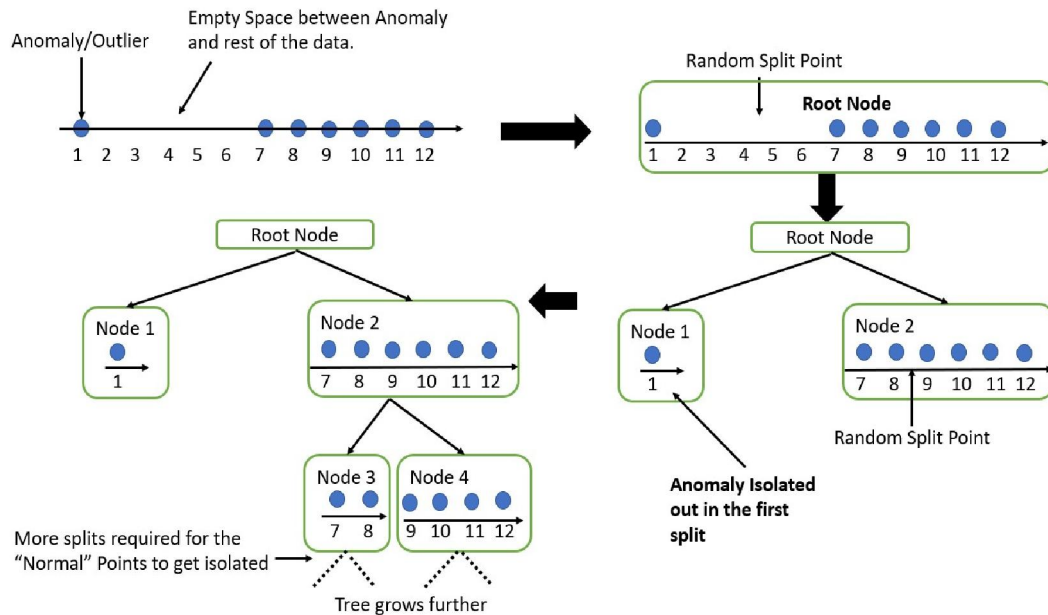 Anomaly/Outlier
Empty Space between Anomaly
and rest of the data.
1 2 3 4 5 6 7 8 9 10 11 12
Random Split Point
Root Node
1 2 3 4 5 6 7 8 9 10 11 12
Root Node
Node 1
1
Node 2
7 8 9 10 11 12
Random Split Point
Anomaly Isolated
out in the first
split
Root Node
Node 1
1
Node 2
7 8 9 10 11 12
Node 3
7 8
Node 4
9 10 11 12
More splits required for the
“Normal” Points to get isolated
Tree grows further